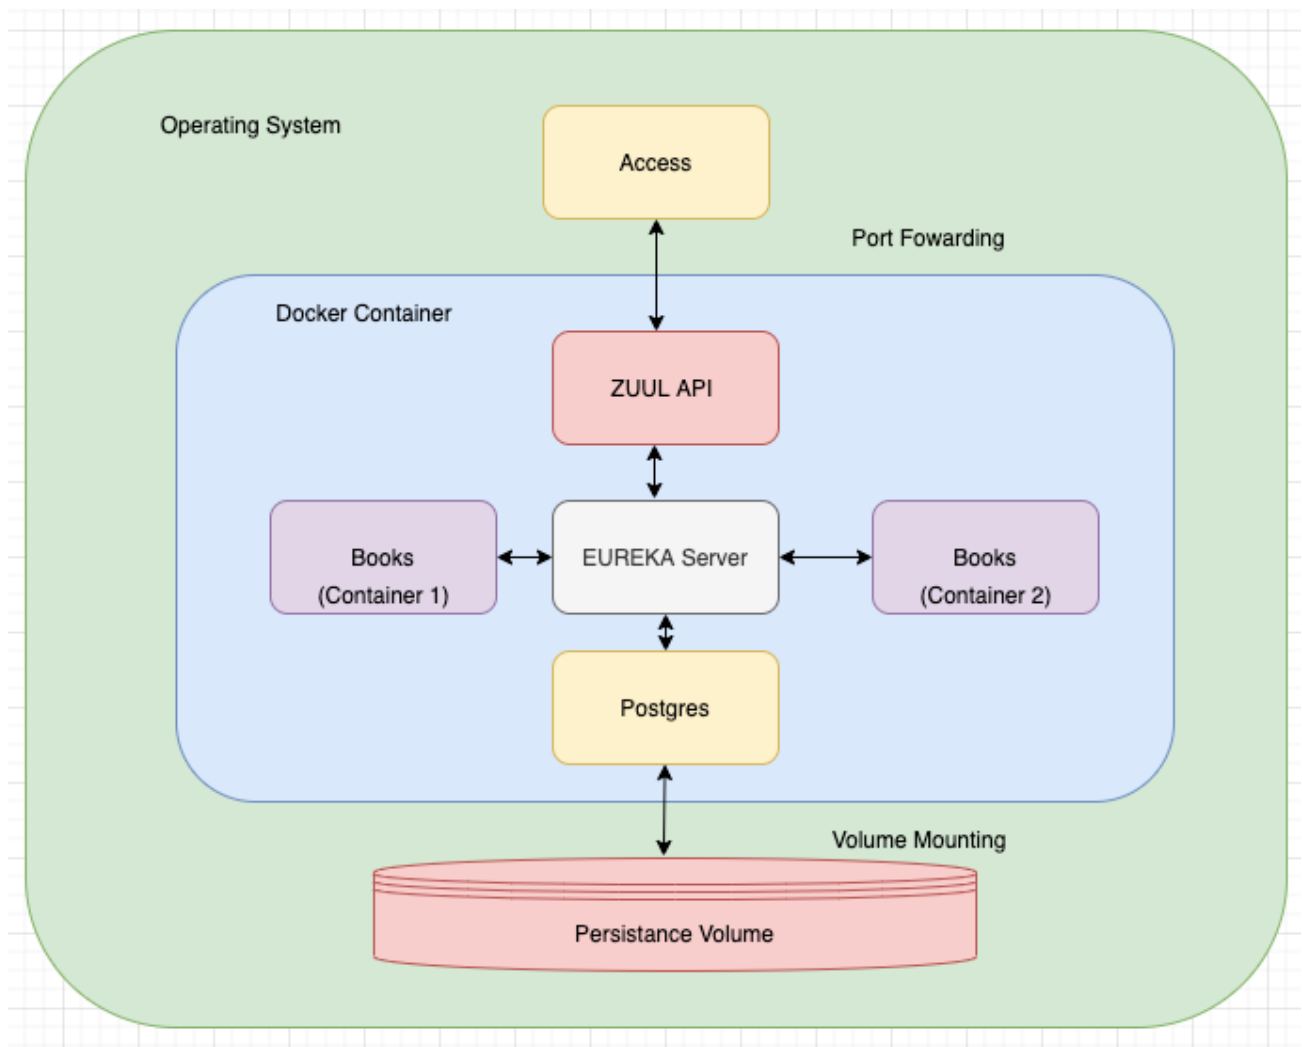 Operating System
Access
Port Fowarding
Docker Container
ZUUL API
Books
(Container 1)
EUREKA Server
Books
(Container 2)
Postgres
Volume Mounting
Persistance Volume